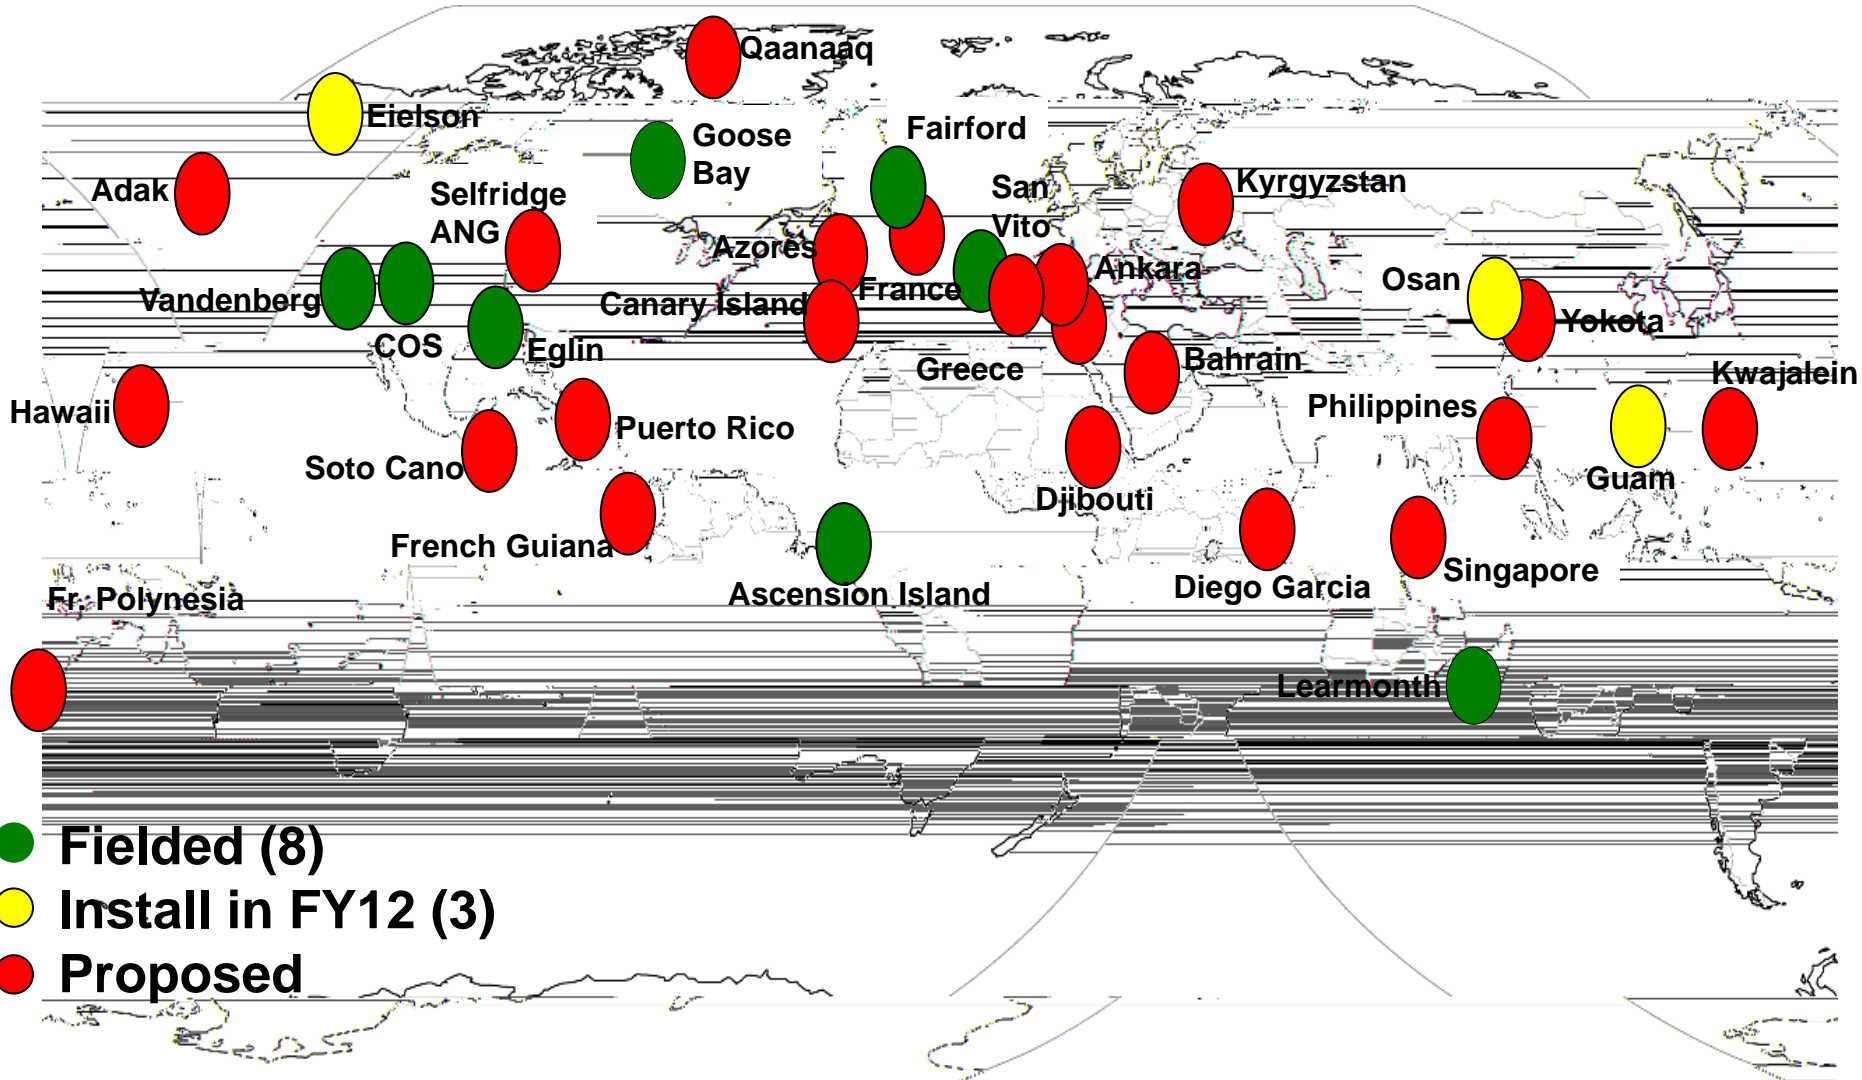 Qaanaaq
Eielson
Fairford
Goose
Bay
Adak
Selfridge
ANG
San
Vito
Kyrgyzstan
Azores
Ankara
Osan
Vandenberg
Canary Island
France
Yokota
COS
Eglin
Greece
Bahrain
Kwajalein
Hawaii
Puerto Rico
Philippines
Soto Cano
Guam
Djibouti
French Guiana
Ascension Island
Diego Garcia
Singapore
Fr. Polynesia
Learmonth
Fielded (8)
Install in FY12 (3)
Proposed